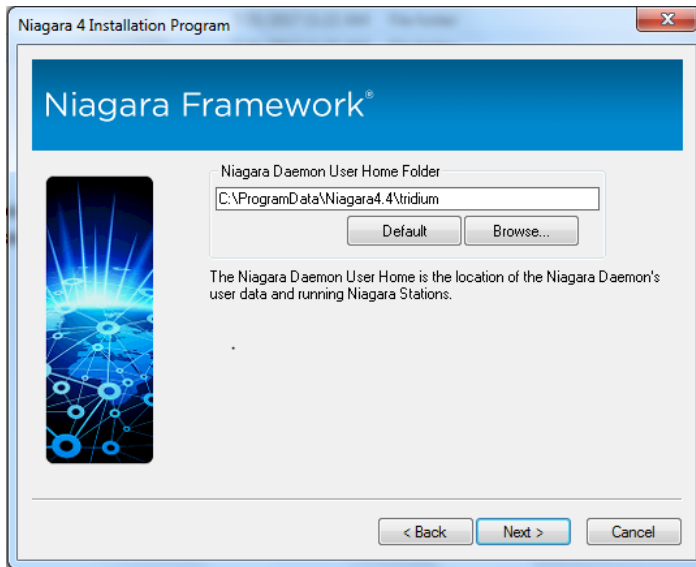 Niagara 4 Installation Program
Niagara Framework®
Niagara Daemon User Home Folder
C:\ProgramData\Niagara4.4\tridium
Default
Browse...
The Niagara Daemon User Home is the location of the Niagara Daemon's
user data and running Niagara Stations.
< Back
Next >
Cancel